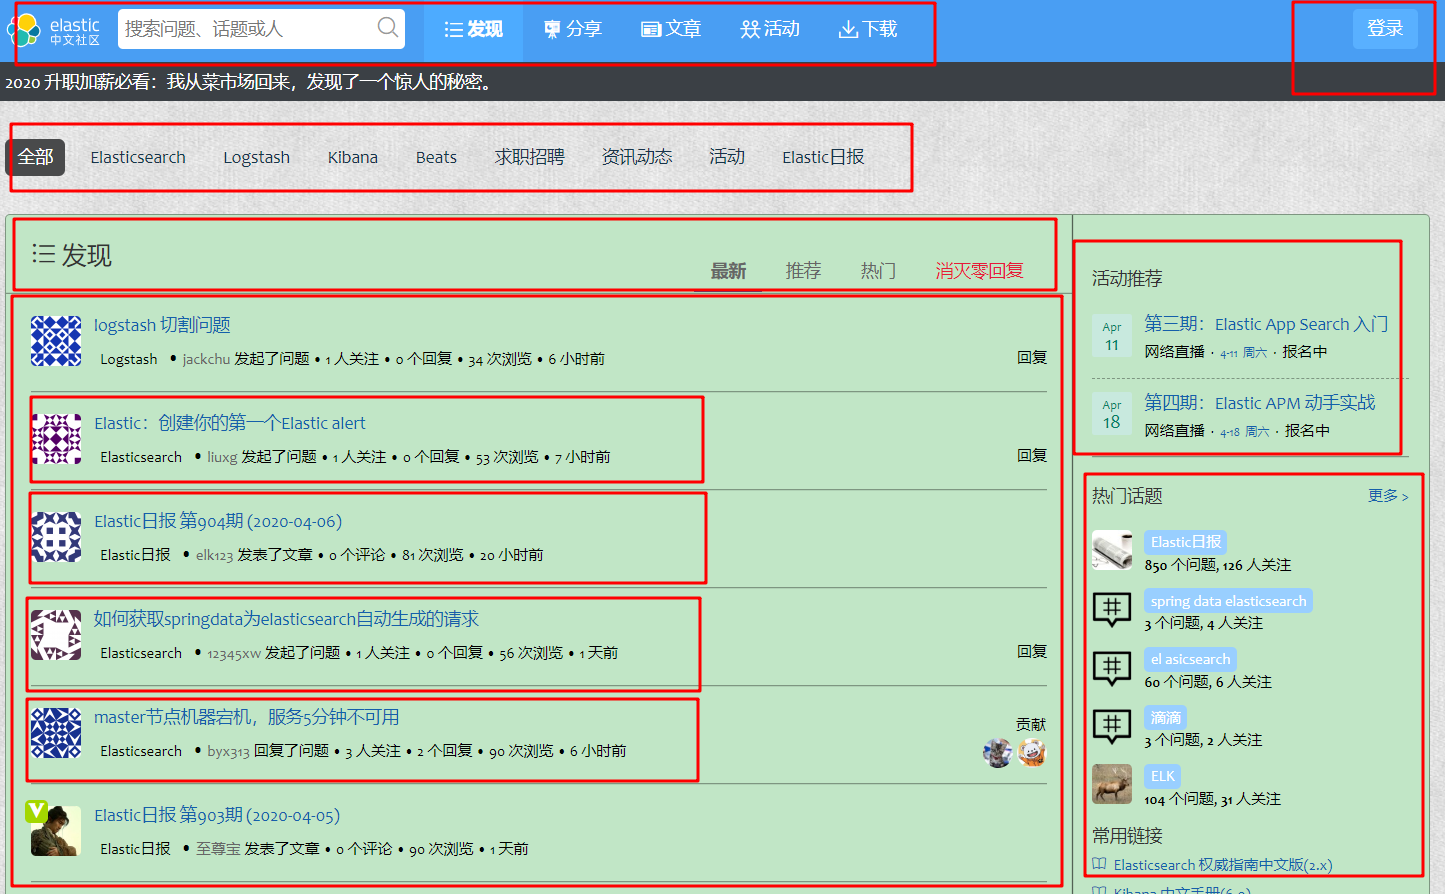 elastic
中文社区
搜索问题、话题或人
发现
分享
文章
活动
下载
登录
2020 升职加薪必看：我从菜市场回来，发现了一个惊人的秘密。
全部 Elasticsearch Logstash Kibana Beats 求职招聘 资讯动态 活动 Elastic日报
发现
最新 推荐 热门 消灭零回复
logstash 切割问题
Logstash • jackchu 发起了问题 • 1 人关注 • 0 个回复 • 34 次浏览 • 6 小时前
回复
Elastic：创建你的第一个Elastic alert
Elasticsearch • liuxg 发起了问题 • 1 人关注 • 0 个回复 • 53 次浏览 • 7 小时前
回复
Elastic日报 第904期 (2020-04-06)
Elastic日报 • elk123 发表了文章 • 0 个评论 • 81 次浏览 • 20 小时前
如何获取springdata为elasticsearch自动生成的请求
Elasticsearch • 12345xw 发起了问题 • 1 人关注 • 0 个回复 • 56 次浏览 • 1 天前
回复
master节点机器宕机，服务5分钟不可用
Elasticsearch • byx313 回复了问题 • 3 人关注 • 2 个回复 • 90 次浏览 • 6 小时前
贡献
V
Elastic日报 第903期 (2020-04-05)
Elastic日报 • 至尊宝 发表了文章 • 0 个评论 • 90 次浏览 • 1 天前
活动推荐
Apr
11
第三期：Elastic App Search 入门
网络直播 · 4-11 周六 · 报名中
Apr
18
第四期：Elastic APM 动手实战
网络直播 · 4-18 周六 · 报名中
热门话题
更多 >
Elastic日报
850 个问题, 126 人关注
spring data elasticsearch
3 个问题, 4 人关注
el asicsearch
60 个问题, 6 人关注
滴滴
3 个问题, 2 人关注
ELK
104 个问题, 31 人关注
常用链接
Elasticsearch 权威指南中文版(2.x)
Kibana 中文手册(6.0)